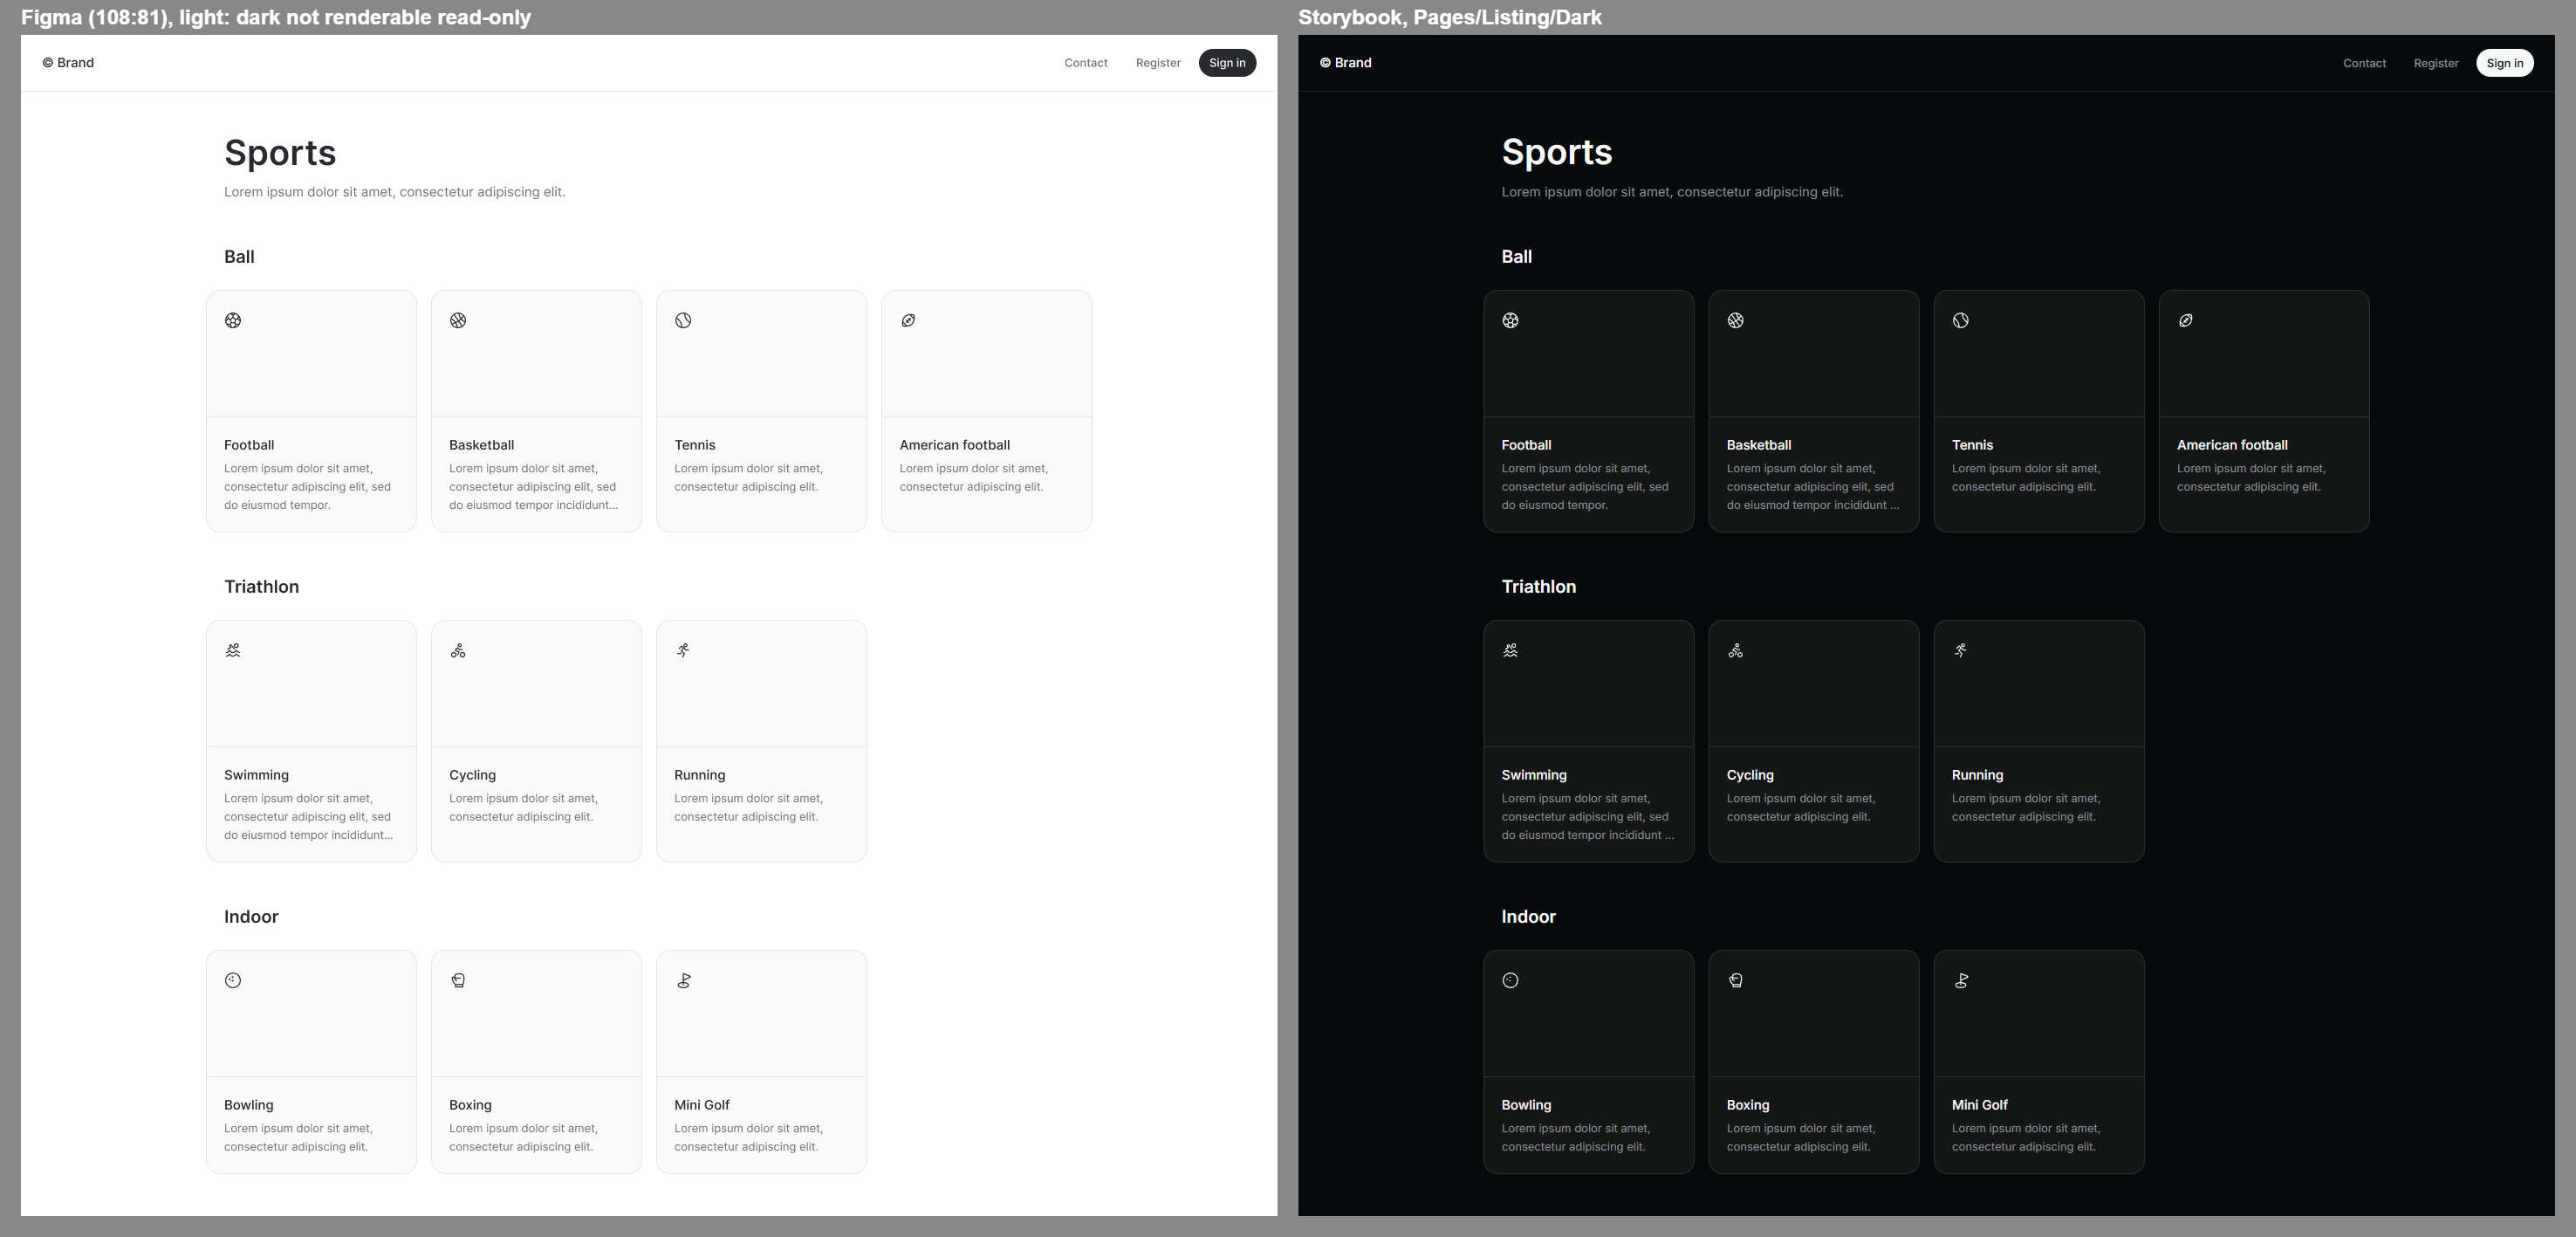 Figma (108:81), light: dark not renderable read-only
© Brand
Contact
Register
Sign in
Sports
Lorem ipsum dolor sit amet, consectetur adipiscing elit.
Ball
Football
Lorem ipsum dolor sit amet,
consectetur adipiscing elit, sed
do eiusmod tempor.
Basketball
Lorem ipsum dolor sit amet,
consectetur adipiscing elit, sed
do eiusmod tempor incididunt...
Tennis
Lorem ipsum dolor sit amet,
consectetur adipiscing elit.
American football
Lorem ipsum dolor sit amet,
consectetur adipiscing elit.
Triathlon
Swimming
Lorem ipsum dolor sit amet,
consectetur adipiscing elit, sed
do eiusmod tempor incididunt...
Cycling
Lorem ipsum dolor sit amet,
consectetur adipiscing elit.
Running
Lorem ipsum dolor sit amet,
consectetur adipiscing elit.
Indoor
Bowling
Lorem ipsum dolor sit amet,
consectetur adipiscing elit.
Boxing
Lorem ipsum dolor sit amet,
consectetur adipiscing elit.
Mini Golf
Lorem ipsum dolor sit amet,
consectetur adipiscing elit.
Storybook, Pages/Listing/Dark
© Brand
Contact
Register
Sign in
Sports
Lorem ipsum dolor sit amet, consectetur adipiscing elit.
Ball
Football
Lorem ipsum dolor sit amet,
consectetur adipiscing elit, sed
do eiusmod tempor.
Basketball
Lorem ipsum dolor sit amet,
consectetur adipiscing elit, sed
do eiusmod tempor incididunt ...
Tennis
Lorem ipsum dolor sit amet,
consectetur adipiscing elit.
American football
Lorem ipsum dolor sit amet,
consectetur adipiscing elit.
Triathlon
Swimming
Lorem ipsum dolor sit amet,
consectetur adipiscing elit, sed
do eiusmod tempor incididunt ...
Cycling
Lorem ipsum dolor sit amet,
consectetur adipiscing elit.
Running
Lorem ipsum dolor sit amet,
consectetur adipiscing elit.
Indoor
Bowling
Lorem ipsum dolor sit amet,
consectetur adipiscing elit.
Boxing
Lorem ipsum dolor sit amet,
consectetur adipiscing elit.
Mini Golf
Lorem ipsum dolor sit amet,
consectetur adipiscing elit.